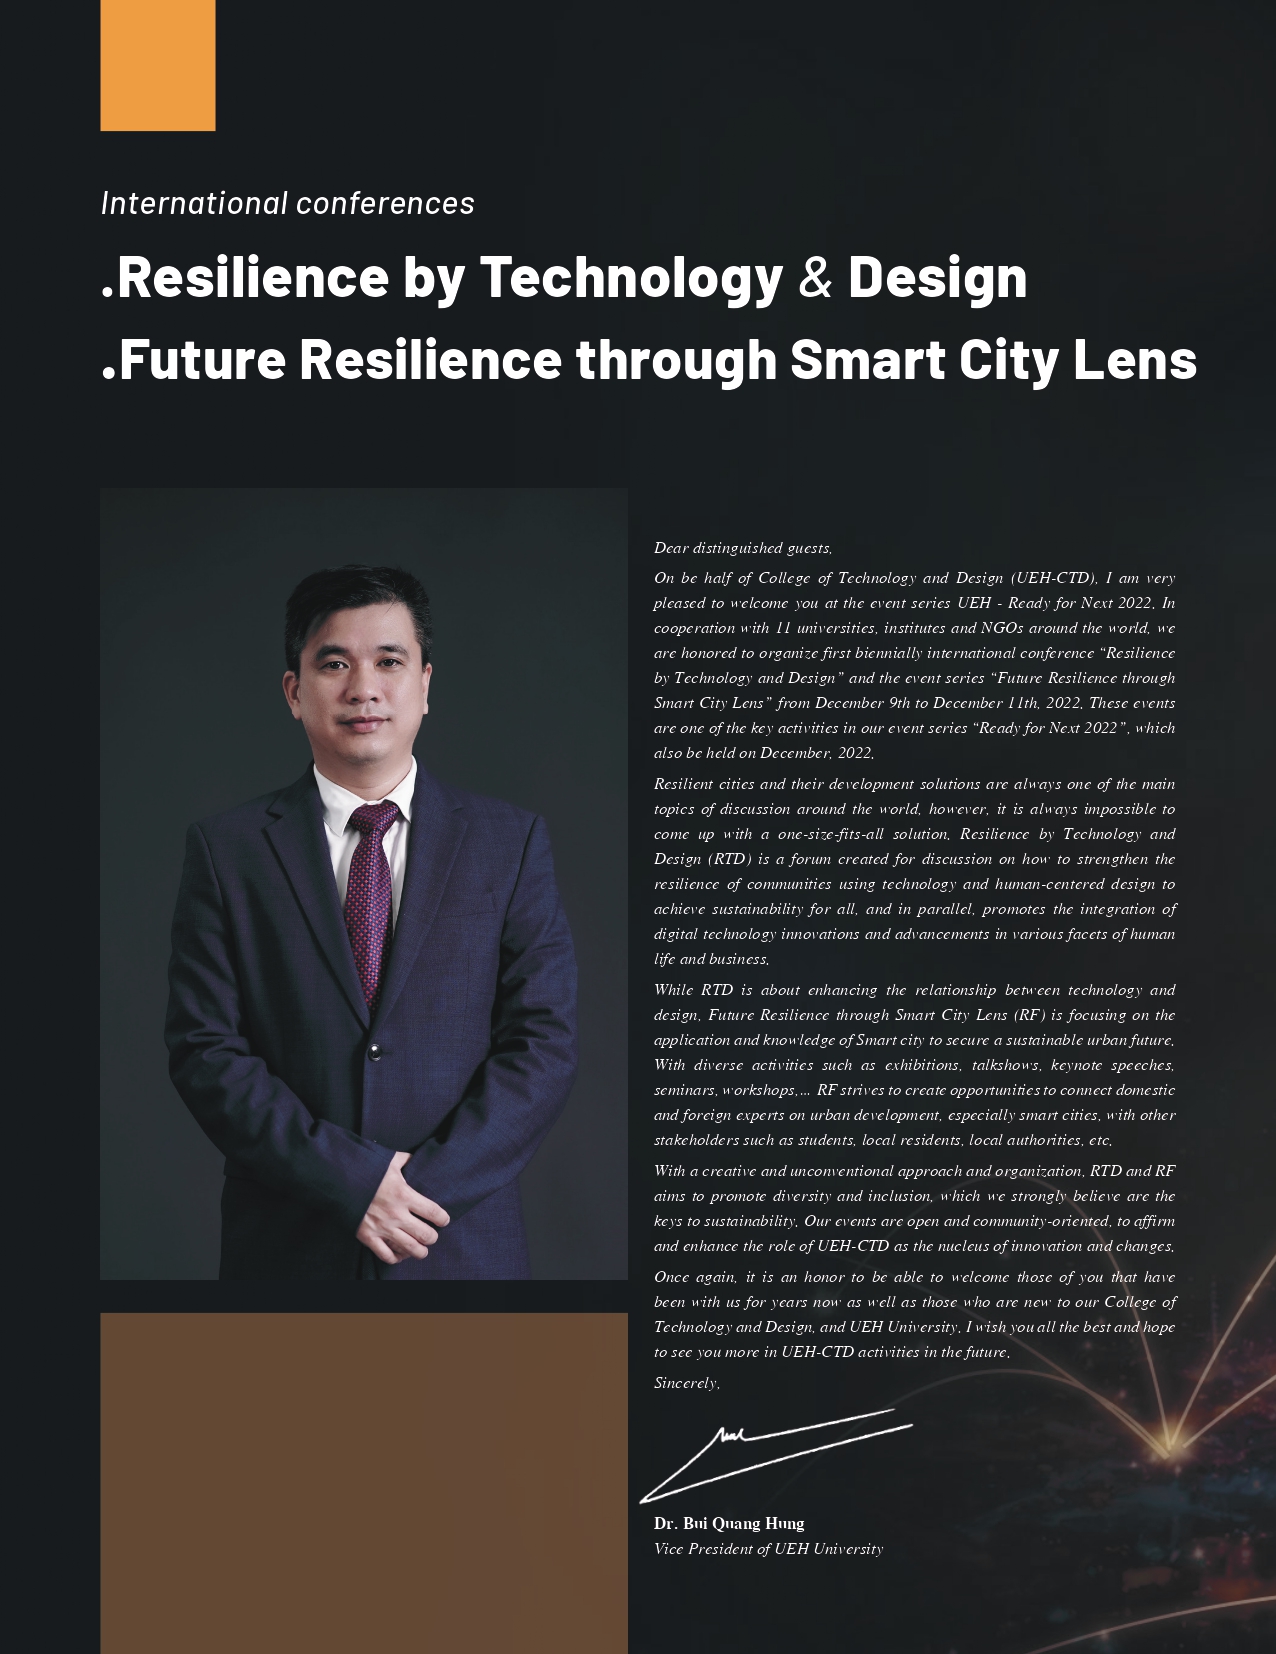 International conferences
.Resilience by Technology & Design
.Future Resilience through Smart City Lens
Dear distinguished guests,
On be half of College of Technology and Design (UEH-CTD), I am very
pleased to welcome you at the event series UEH - Ready for Next 2022. In
cooperation with 11 universities, institutes and NGOs around the world, we
are honored to organize first biennially international conference “Resilience
by Technology and Design” and the event series “Future Resilience through
Smart City Lens” from December 9th to December 11th, 2022. These events
are one of the key activities in our event series “Ready for Next 2022”, which
also be held on December, 2022.
Resilient cities and their development solutions are always one of the main
topics of discussion around the world, however, it is always impossible to
come up with a one-size-fits-all solution. Resilience by Technology and
Design (RTD) is a forum created for discussion on how to strengthen the
resilience of communities using technology and human-centered design to
achieve sustainability for all, and in parallel, promotes the integration of
digital technology innovations and advancements in various facets of human
life and business.
While RTD is about enhancing the relationship between technology and
design, Future Resilience through Smart City Lens (RF) is focusing on the
application and knowledge of Smart city to secure a sustainable urban future.
With diverse activities such as exhibitions, talkshows, keynote speeches,
seminars, workshops,... RF strives to create opportunities to connect domestic
and foreign experts on urban development, especially smart cities, with other
stakeholders such as students, local residents, local authorities, etc.
With a creative and unconventional approach and organization, RTD and RF
aims to promote diversity and inclusion, which we strongly believe are the
keys to sustainability. Our events are open and community-oriented, to affirm
and enhance the role of UEH-CTD as the nucleus of innovation and changes.
Once again, it is an honor to be able to welcome those of you that have
been with us for years now as well as those who are new to our College of
Technology and Design, and UEH University. I wish you all the best and hope
to see you more in UEH-CTD activities in the future.
Sincerely,
Dr. Bui Quang Hung
Vice President of UEH University